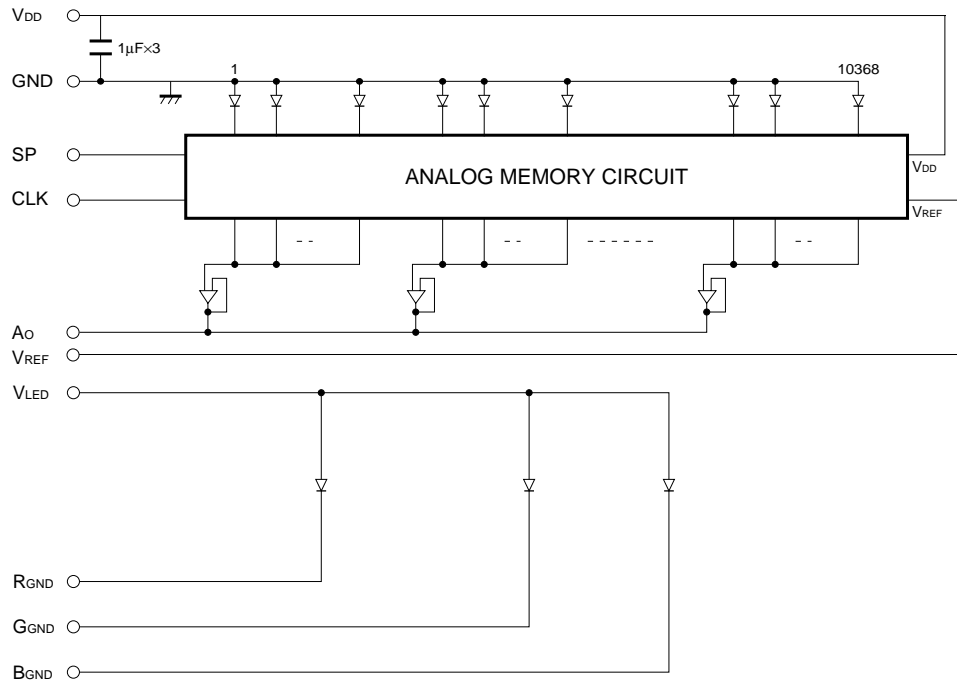 VDD
1μF×3
GND
1
10368
SP
ANALOG MEMORY CIRCUIT
VDD
CLK
VREF
AO
VREF
VLED
RGND
GGND
BGND